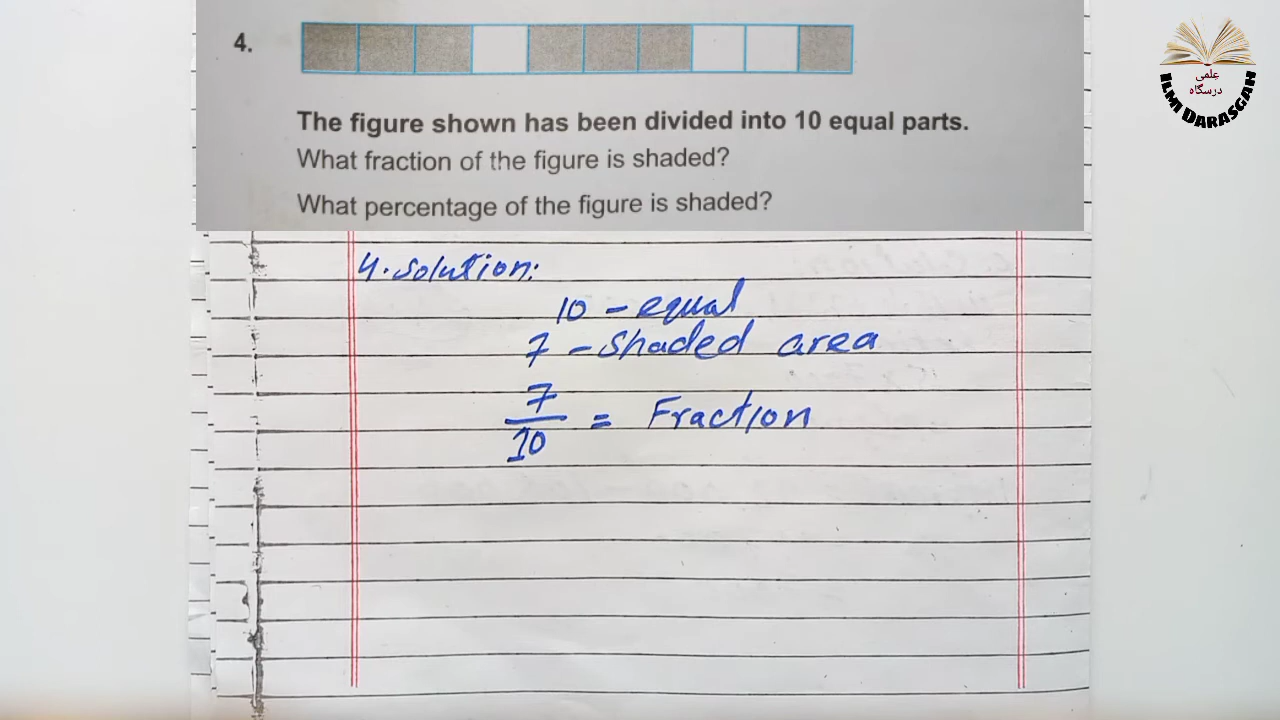 4.
The figure shown has been divided into 10 equal parts.
What fraction of the figure is shaded?
What percentage of the figure is shaded?
علمی
درسگاہ
ILMI DARASGAH
4. Solution:
10 - equal
7 - Shaded area
7/10 = Fraction